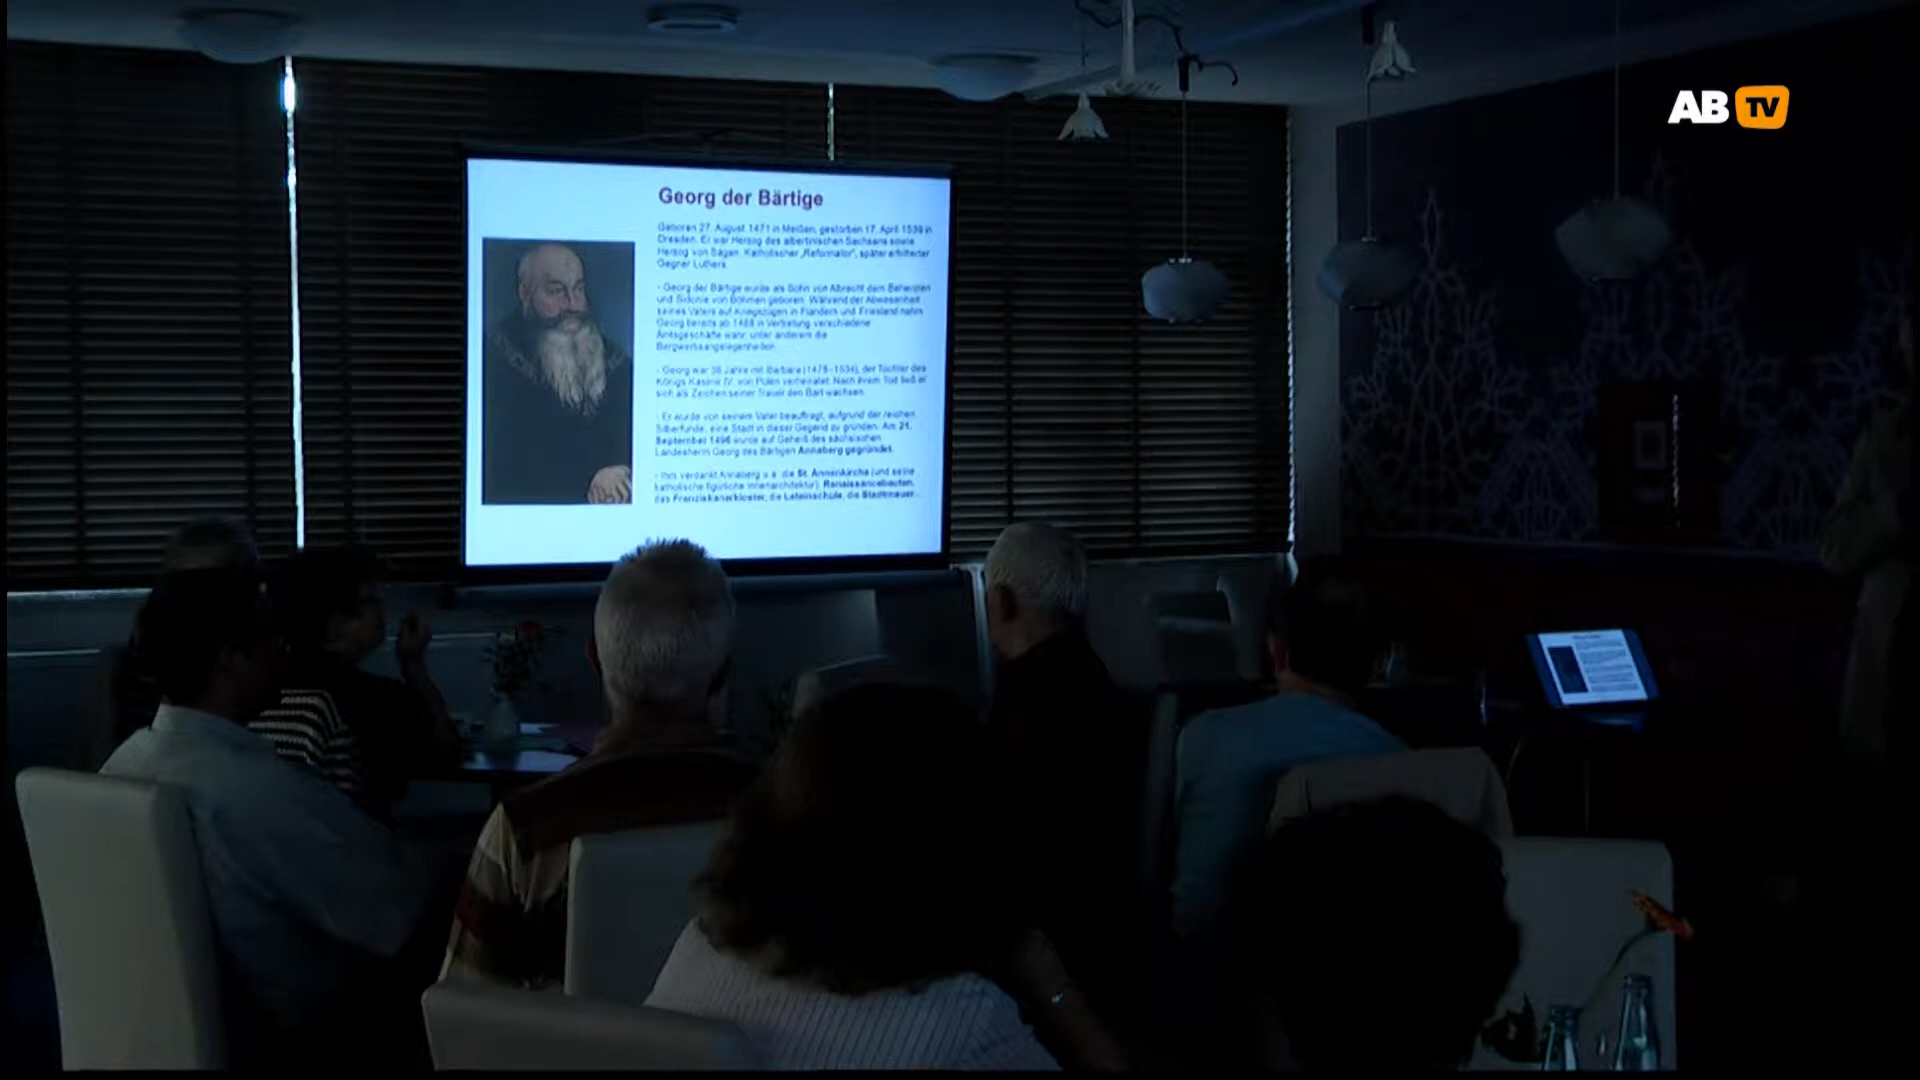 AB TV
Georg der Bärtige
Geboren 27. August 1471 in Meißen, gestorben 17. April 1539 in
Dresden. Er war Herzog des albertinischen Sachsens sowie
Herzog von Sagan. Katholischer „Reformator", später erbitterter
Gegner Luthers.
- Georg der Bärtige wurde als Sohn von Albrecht dem Beherzten
und Sidonie von Böhmen geboren. Während der Abwesenheit
seines Vaters auf Kriegszügen in Flandern und Friesland nahm
Georg bereits ab 1488 in Vertretung verschiedene
Amtsgeschäfte wahr, unter anderem die
Bergwerksangelegenheiten.
- Georg war 38 Jahre mit Barbara (1478–1534), der Tochter des
Königs Kasimir IV. von Polen verheiratet. Nach ihrem Tod ließ er
sich als Zeichen seiner Trauer den Bart wachsen.
- Er wurde von seinem Vater beauftragt, aufgrund der reichen
Silberfunde, eine Stadt in dieser Gegend zu gründen. Am 21.
September 1496 wurde auf Geheiß des sächsischen
Landesherrn Georg des Bärtigen Annaberg gegründet.
- Ihm verdankt Annaberg u. a. die St. Annenkirche (und seine
katholische figürliche Innenarchitektur), Renaissancebauten,
das Franziskanerkloster, die Lateinschule, die Stadtmauer...